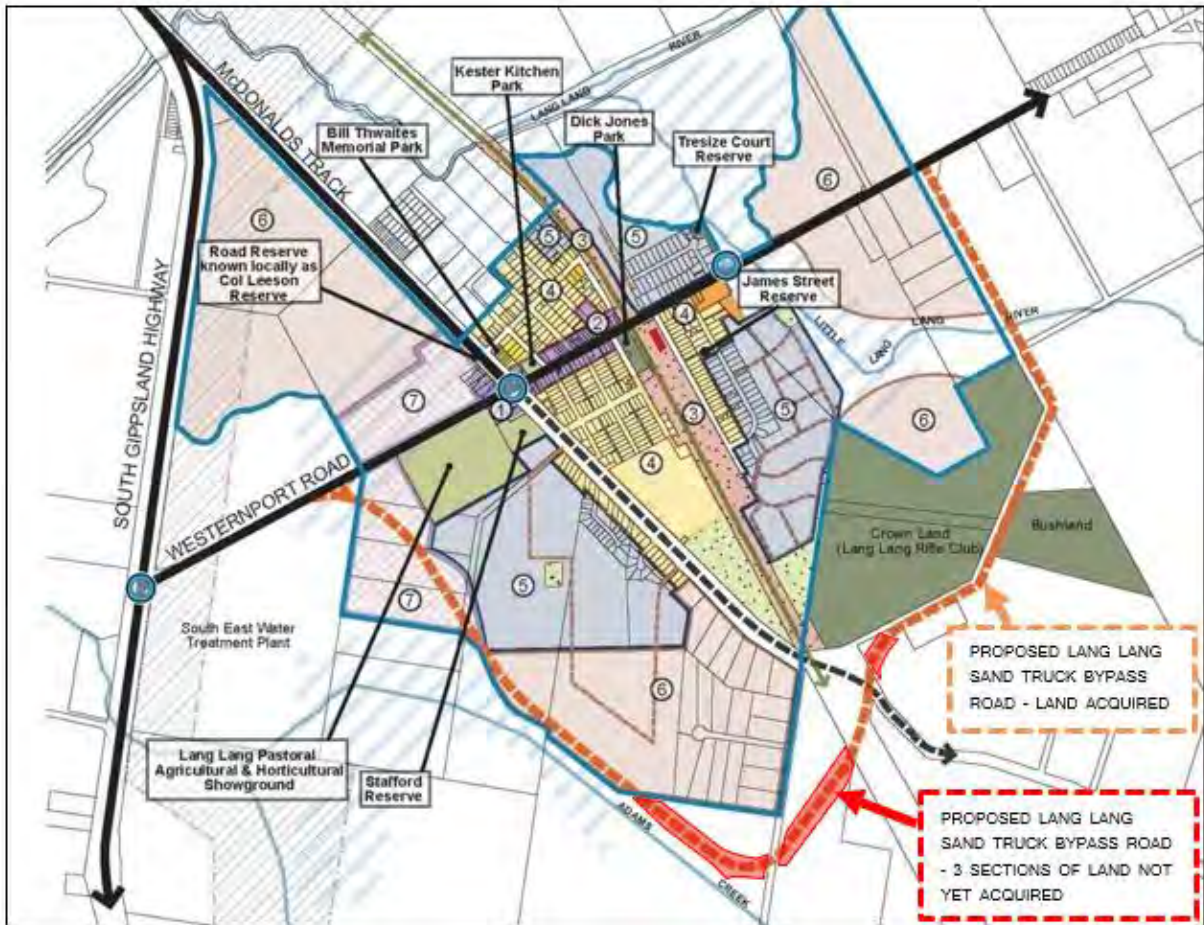 RIVER
LANG LANG
Kester Kitchen
Park
McDONALDS TRACK
Bill Thwaites
Memorial Park
Dick Jones
Park
Tresize Court
Reserve
6
6
5
3
5
Road Reserve
known locally as
Col Leeson
Reserve
4
James Street
Reserve
2
4
LITTLE
LANG
LANG
RIVER
SOUTH GIPPSLAND HIGHWAY
7
1
3
5
6
4
WESTERNPORT ROAD
Crown Land
(Lang Lang Rifle Club)
Bushland
5
7
South East Water
Treatment Plant
6
PROPOSED LANG LANG
SAND TRUCK BYPASS
ROAD - LAND ACQUIRED
Lang Lang Pastoral
Agricultural & Horticultural
Showground
Stafford
Reserve
ADAMS
CREEK
PROPOSED LANG LANG
SAND TRUCK BYPASS ROAD
- 3 SECTIONS OF LAND NOT
YET ACQUIRED